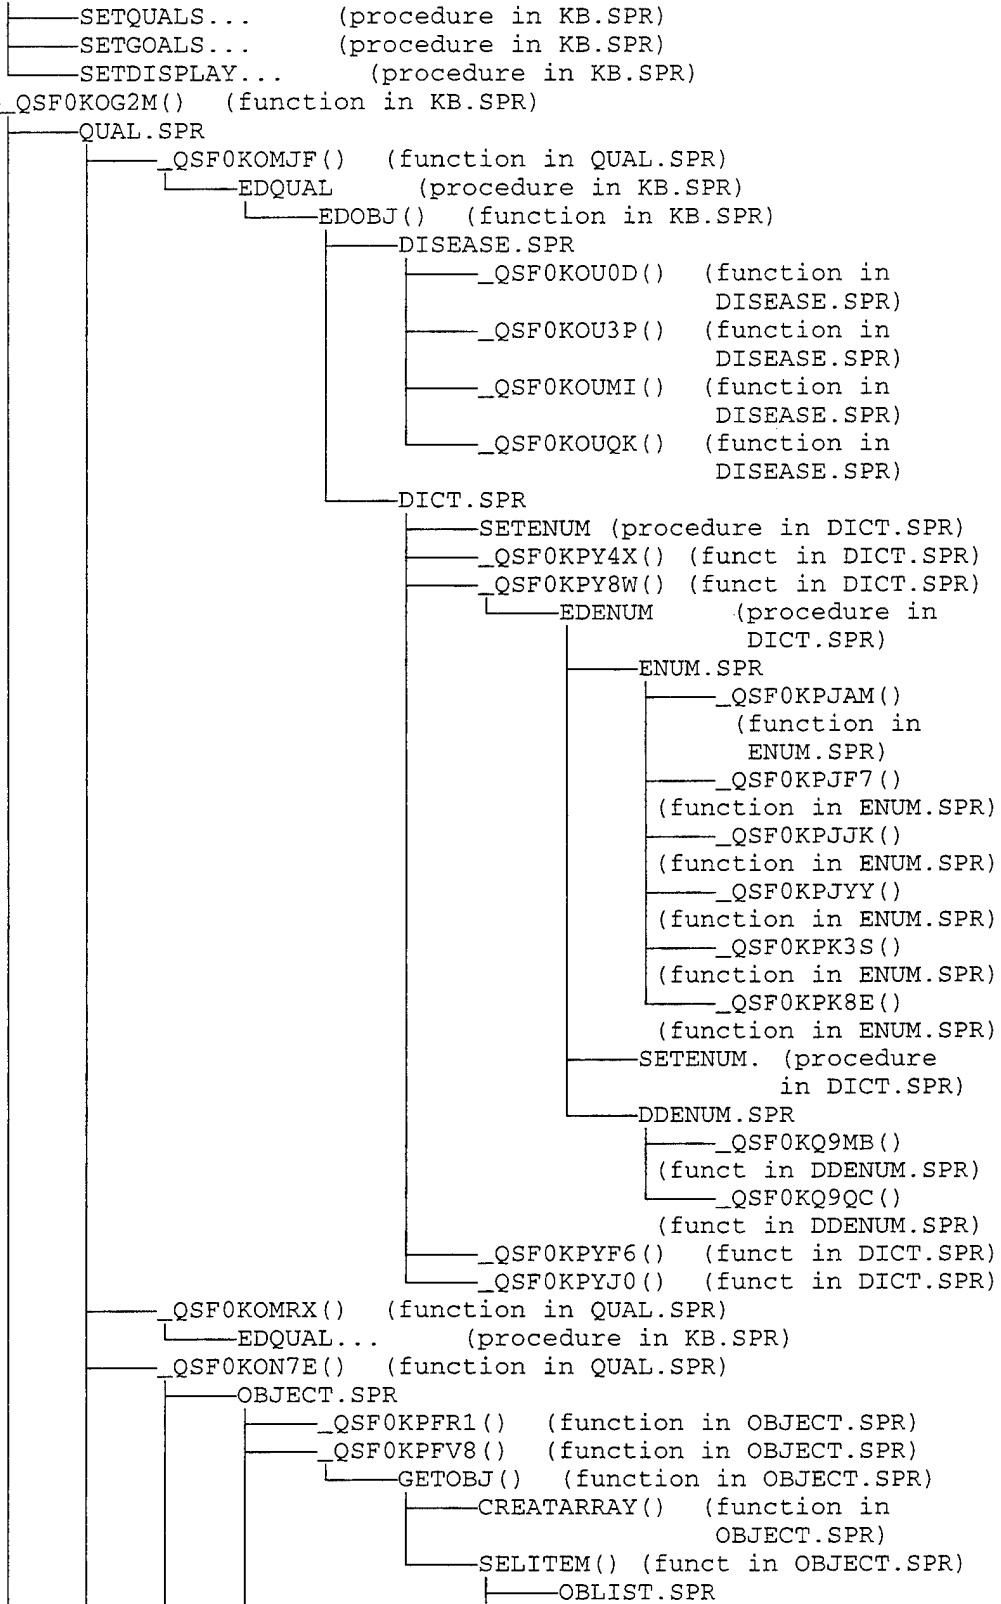 SETQUALS... (procedure in KB.SPR)
SETGOALS... (procedure in KB.SPR)
SETDISPLAY... (procedure in KB.SPR)
_QSF0KOG2M() (function in KB.SPR)
QUAL.SPR
_QSF0KOMJF() (function in QUAL.SPR)
EDQUAL (procedure in KB.SPR)
EDOBJ() (function in KB.SPR)
DISEASE.SPR
_QSF0KOU0D() (function in
DISEASE.SPR)
_QSF0KOU3P() (function in
DISEASE.SPR)
_QSF0KOUMI() (function in
DISEASE.SPR)
_QSF0KOUQK() (function in
DISEASE.SPR)
DICT.SPR
SETENUM (procedure in DICT.SPR)
_QSF0KPY4X() (funct in DICT.SPR)
_QSF0KPY8W() (funct in DICT.SPR)
EDENUM (procedure in
DICT.SPR)
ENUM.SPR
_QSF0KPJAM()
(function in
ENUM.SPR)
_QSF0KPJF7()
(function in ENUM.SPR)
_QSF0KPJJK()
(function in ENUM.SPR)
_QSF0KPJYY()
(function in ENUM.SPR)
_QSF0KPK3S()
(function in ENUM.SPR)
_QSF0KPK8E()
(function in ENUM.SPR)
SETENUM. (procedure
in DICT.SPR)
DDENUM.SPR
_QSF0KQ9MB()
(funct in DDENUM.SPR)
_QSF0KQ9QC()
(funct in DDENUM.SPR)
_QSF0KPYF6() (funct in DICT.SPR)
_QSF0KPYJ0() (funct in DICT.SPR)
_QSF0KOMRX() (function in QUAL.SPR)
EDQUAL... (procedure in KB.SPR)
_QSF0KON7E() (function in QUAL.SPR)
OBJECT.SPR
_QSF0KPFR1() (function in OBJECT.SPR)
_QSF0KPFV8() (function in OBJECT.SPR)
GETOBJ() (function in OBJECT.SPR)
CREATARRAY() (function in
OBJECT.SPR)
SELITEM() (funct in OBJECT.SPR)
OBLIST.SPR